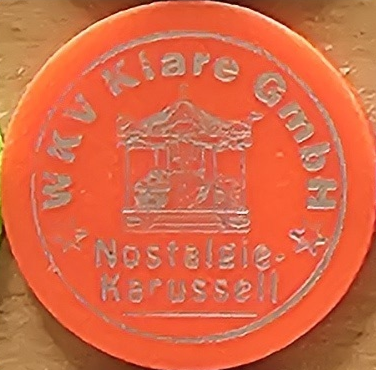 WKV Klare GmbH
Nostalgie-
Karussell